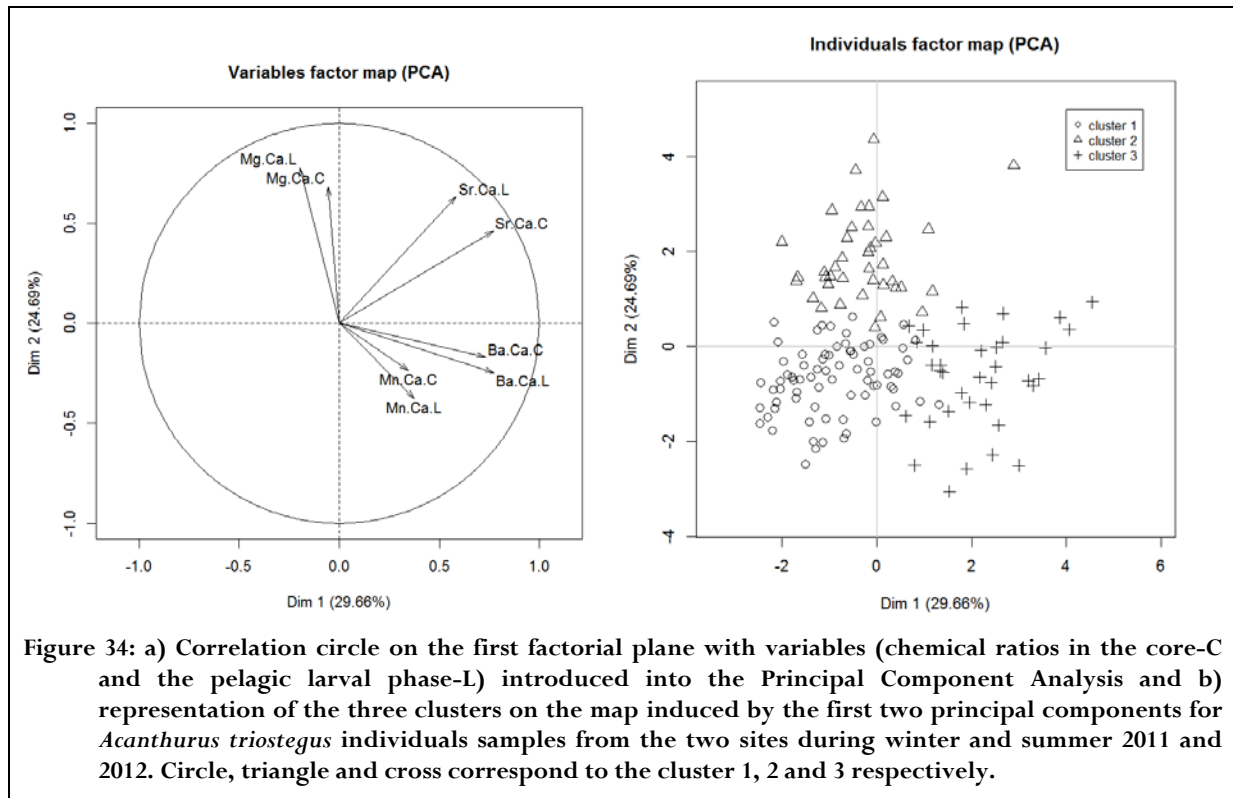 Variables factor map (PCA)
1.0
0.5
0.0
-0.5
-1.0
Dim 2 (24.69%)
Mg.Ca.L
Mg.Ca.C
Sr.Ca.L
Sr.Ca.C
Ba.Ca.C
Mn.Ca.C
Ba.Ca.L
Mn.Ca.L
-1.0 -0.5 0.0 0.5 1.0
Dim 1 (29.66%)
Individuals factor map (PCA)
cluster 1
cluster 2
cluster 3
4
2
0
-2
-4
Dim 2 (24.69%)
-2 0 2 4 6
Dim 1 (29.66%)
Figure 34: a) Correlation circle on the first factorial plane with variables (chemical ratios in the core-C
and the pelagic larval phase-L) introduced into the Principal Component Analysis and b)
representation of the three clusters on the map induced by the first two principal components for
Acanthurus triostegus individuals samples from the two sites during winter and summer 2011 and
2012. Circle, triangle and cross correspond to the cluster 1, 2 and 3 respectively.